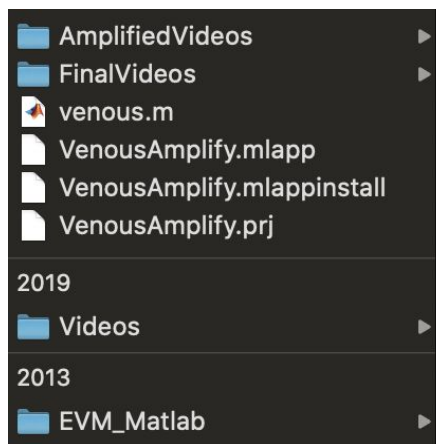 AmplifiedVideos
FinalVideos
venous.m
VenousAmplify.mlapp
VenousAmplify.mlappinstall
VenousAmplify.prj
2019
Videos
2013
EVM_Matlab